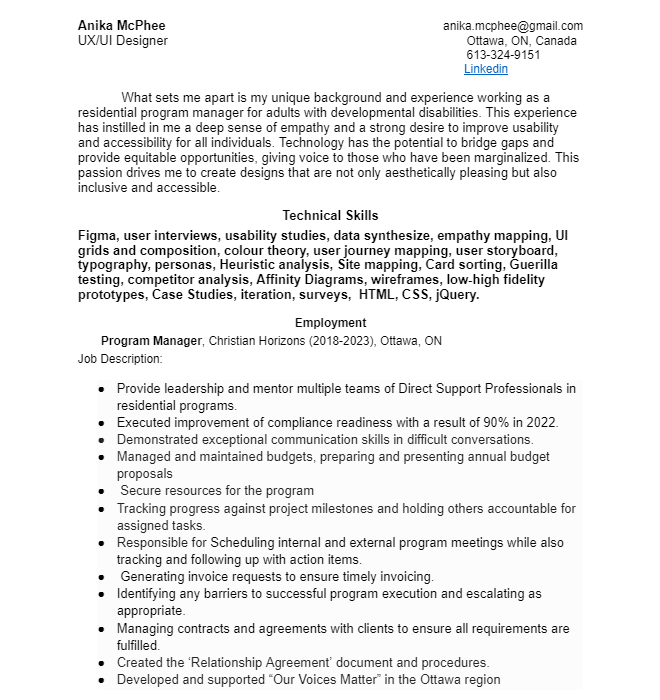 Anika McPhee
anika.mcphee@gmail.com
UX/UI Designer
Ottawa, ON, Canada
613-324-9151
Linkedin
What sets me apart is my unique background and experience working as a
residential program manager for adults with developmental disabilities. This experience
has instilled in me a deep sense of empathy and a strong desire to improve usability
and accessibility for all individuals. Technology has the potential to bridge gaps and
provide equitable opportunities, giving voice to those who have been marginalized. This
passion drives me to create designs that are not only aesthetically pleasing but also
inclusive and accessible.
Technical Skills
Figma, user interviews, usability studies, data synthesize, empathy mapping, UI
grids and composition, colour theory, user journey mapping, user storyboard,
typography, personas, Heuristic analysis, Site mapping, Card sorting, Guerilla
testing, competitor analysis, Affinity Diagrams, wireframes, low-high fidelity
prototypes, Case Studies, iteration, surveys, HTML, CSS, jQuery.
Employment
Program Manager, Christian Horizons (2018-2023), Ottawa, ON
Job Description:
● Provide leadership and mentor multiple teams of Direct Support Professionals in
residential programs.
● Executed improvement of compliance readiness with a result of 90% in 2022.
● Demonstrated exceptional communication skills in difficult conversations.
● Managed and maintained budgets, preparing and presenting annual budget
proposals
● Secure resources for the program
● Tracking progress against project milestones and holding others accountable for
assigned tasks.
● Responsible for Scheduling internal and external program meetings while also
tracking and following up with action items.
● Generating invoice requests to ensure timely invoicing.
● Identifying any barriers to successful program execution and escalating as
appropriate.
● Managing contracts and agreements with clients to ensure all requirements are
fulfilled.
● Created the ‘Relationship Agreement’ document and procedures.
● Developed and supported “Our Voices Matter” in the Ottawa region